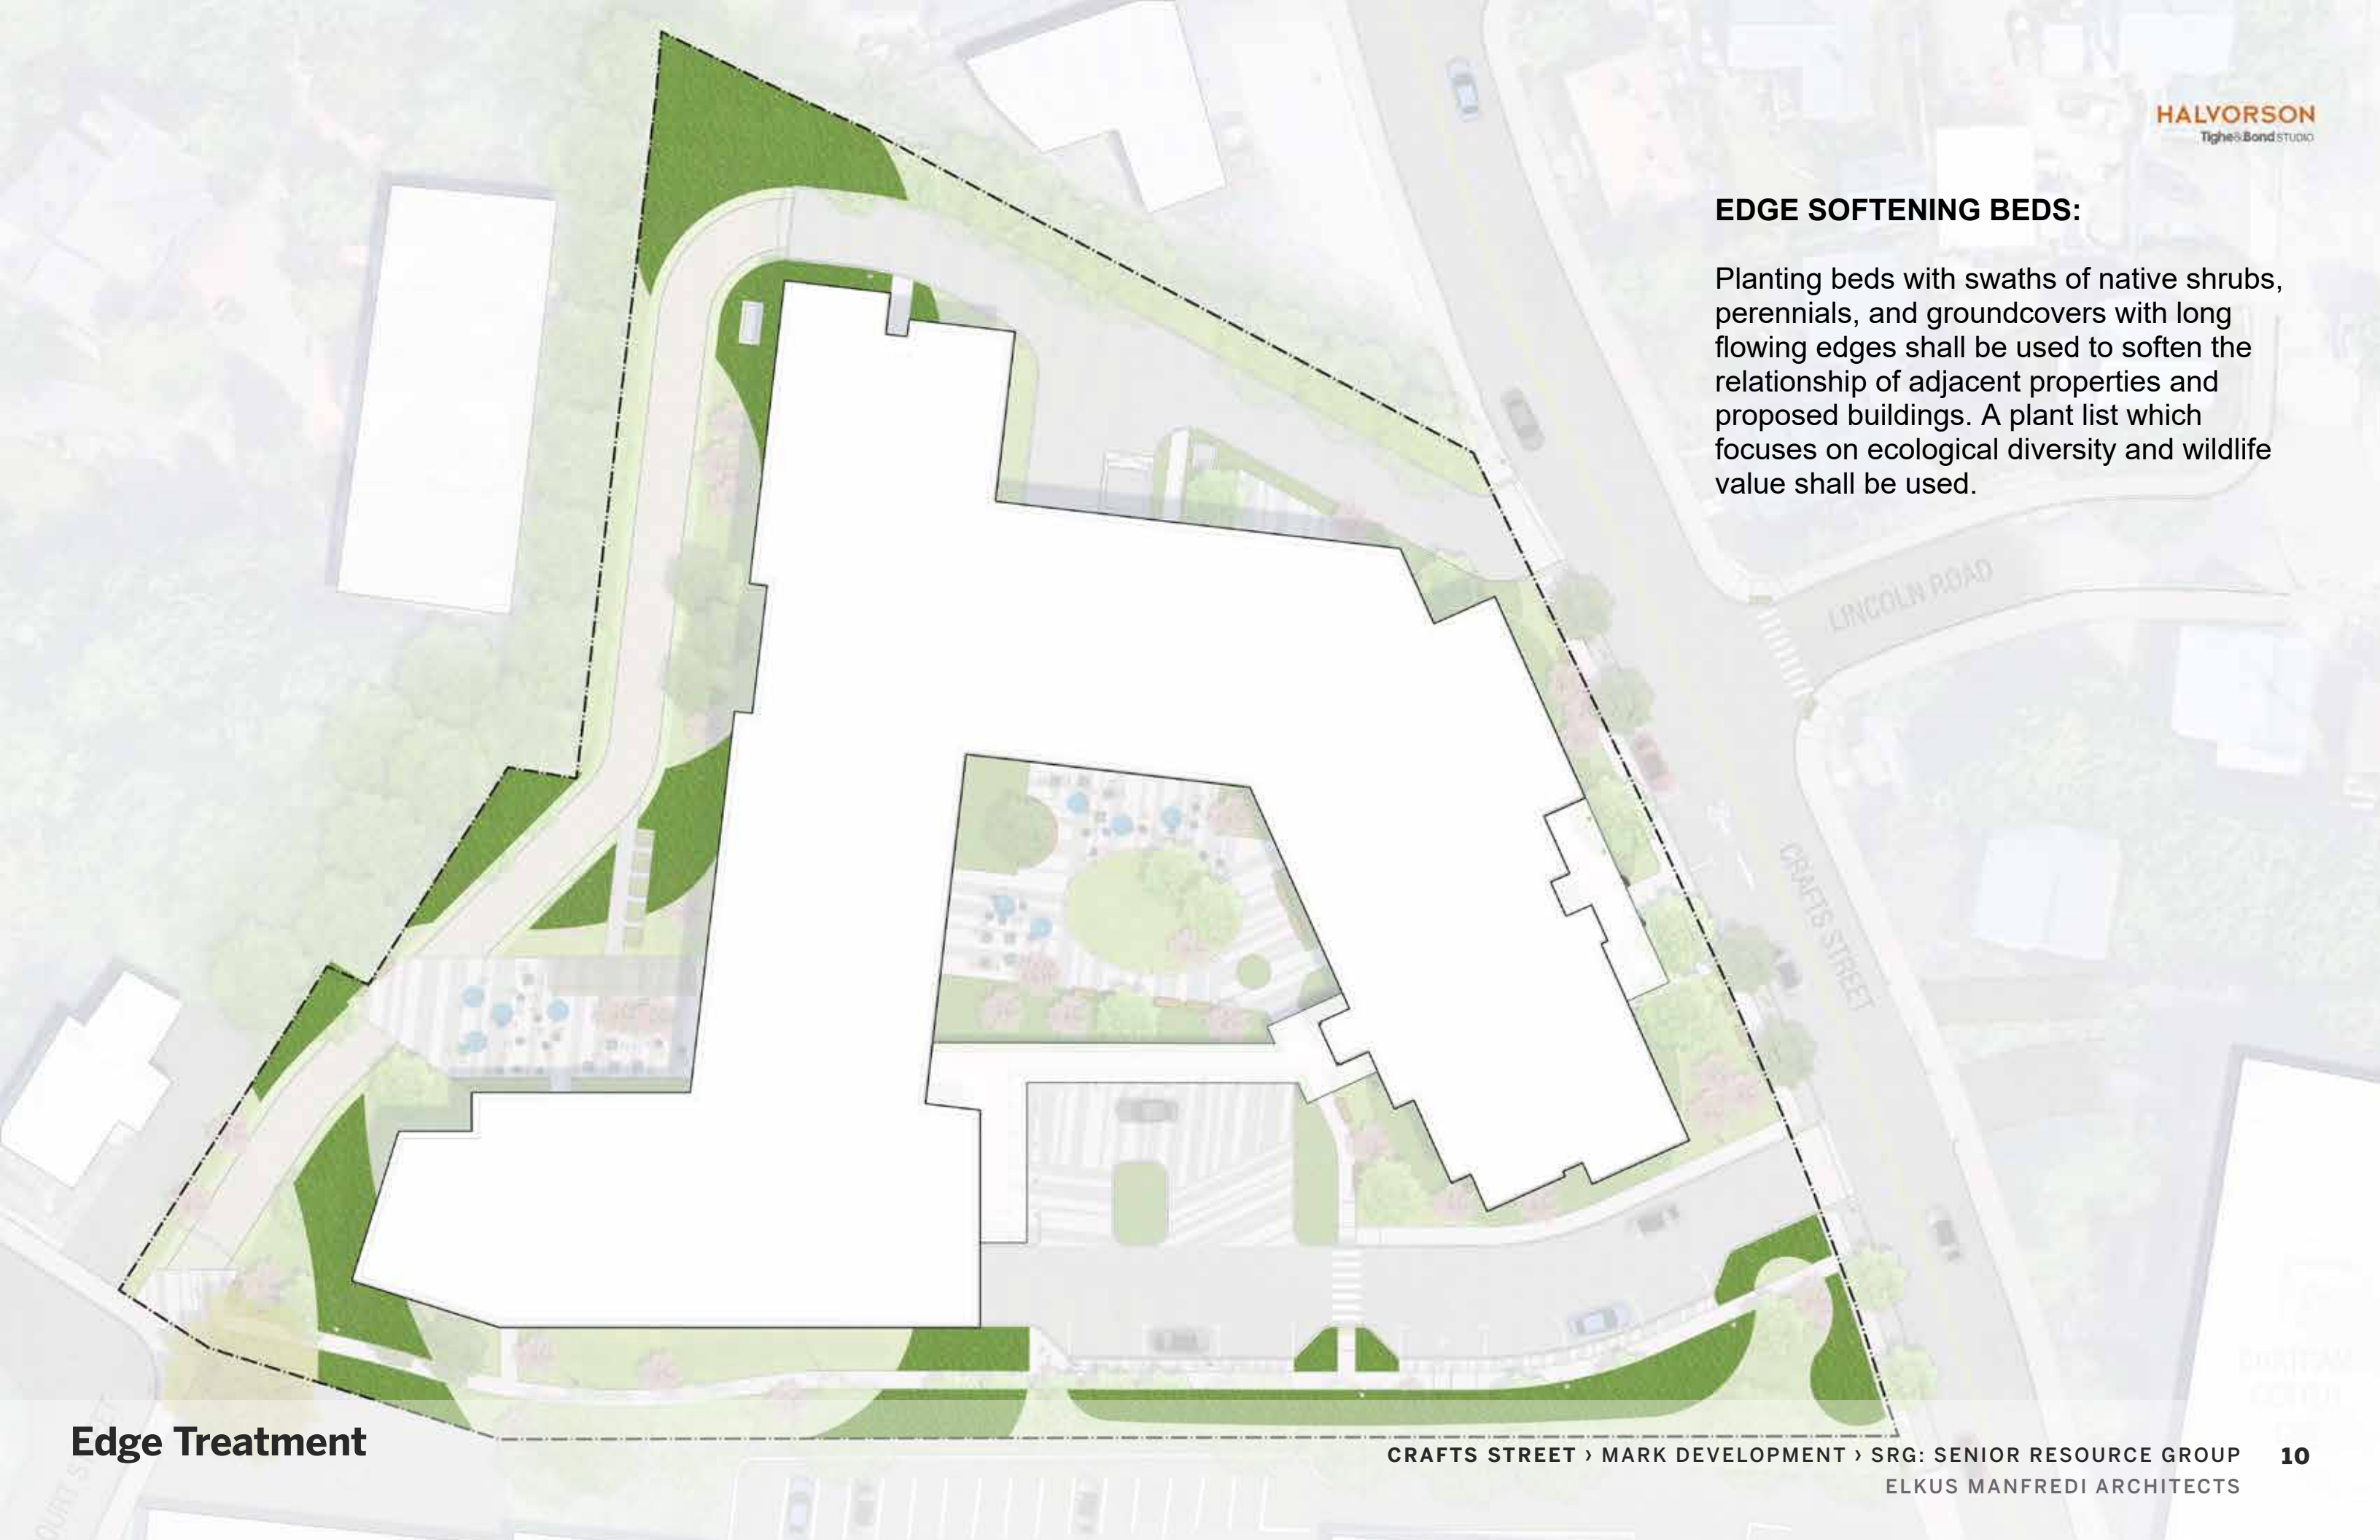 HALVORSON
Tighe&Bond STUDIO
EDGE SOFTENING BEDS:
Planting beds with swaths of native shrubs,
perennials, and groundcovers with long
flowing edges shall be used to soften the
relationship of adjacent properties and
proposed buildings. A plant list which
focuses on ecological diversity and wildlife
value shall be used.
LINCOLN ROAD
CRAFTS STREET
Edge Treatment
CRAFTS STREET › MARK DEVELOPMENT › SRG: SENIOR RESOURCE GROUP 10
ELKUS MANFREDI ARCHITECTS